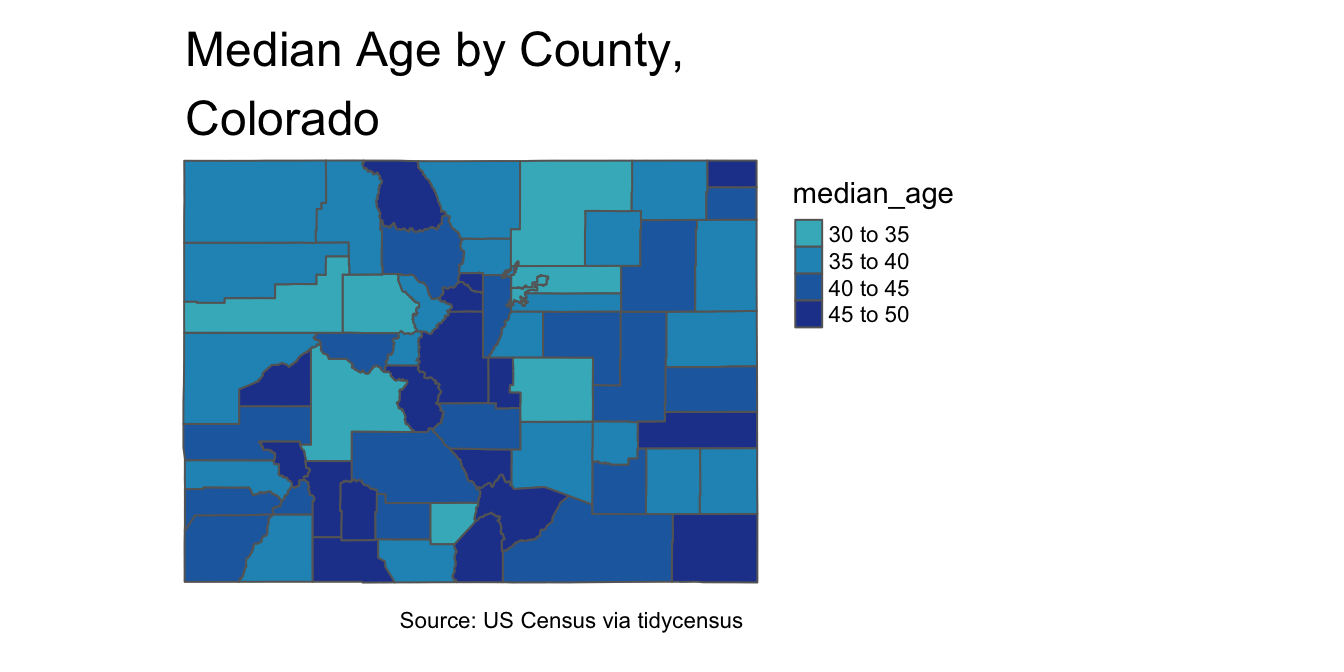 Median Age by County,
Colorado
median_age
30 to 35
35 to 40
40 to 45
45 to 50
Source: US Census via tidycensus